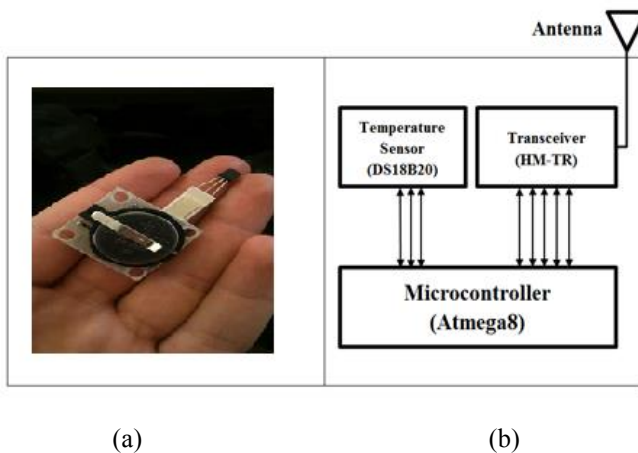 Antenna
Temperature
Sensor
(DS18B20)
Transceiver
(HM-TR)
Microcontroller
(Atmega8)
(a)
(b)